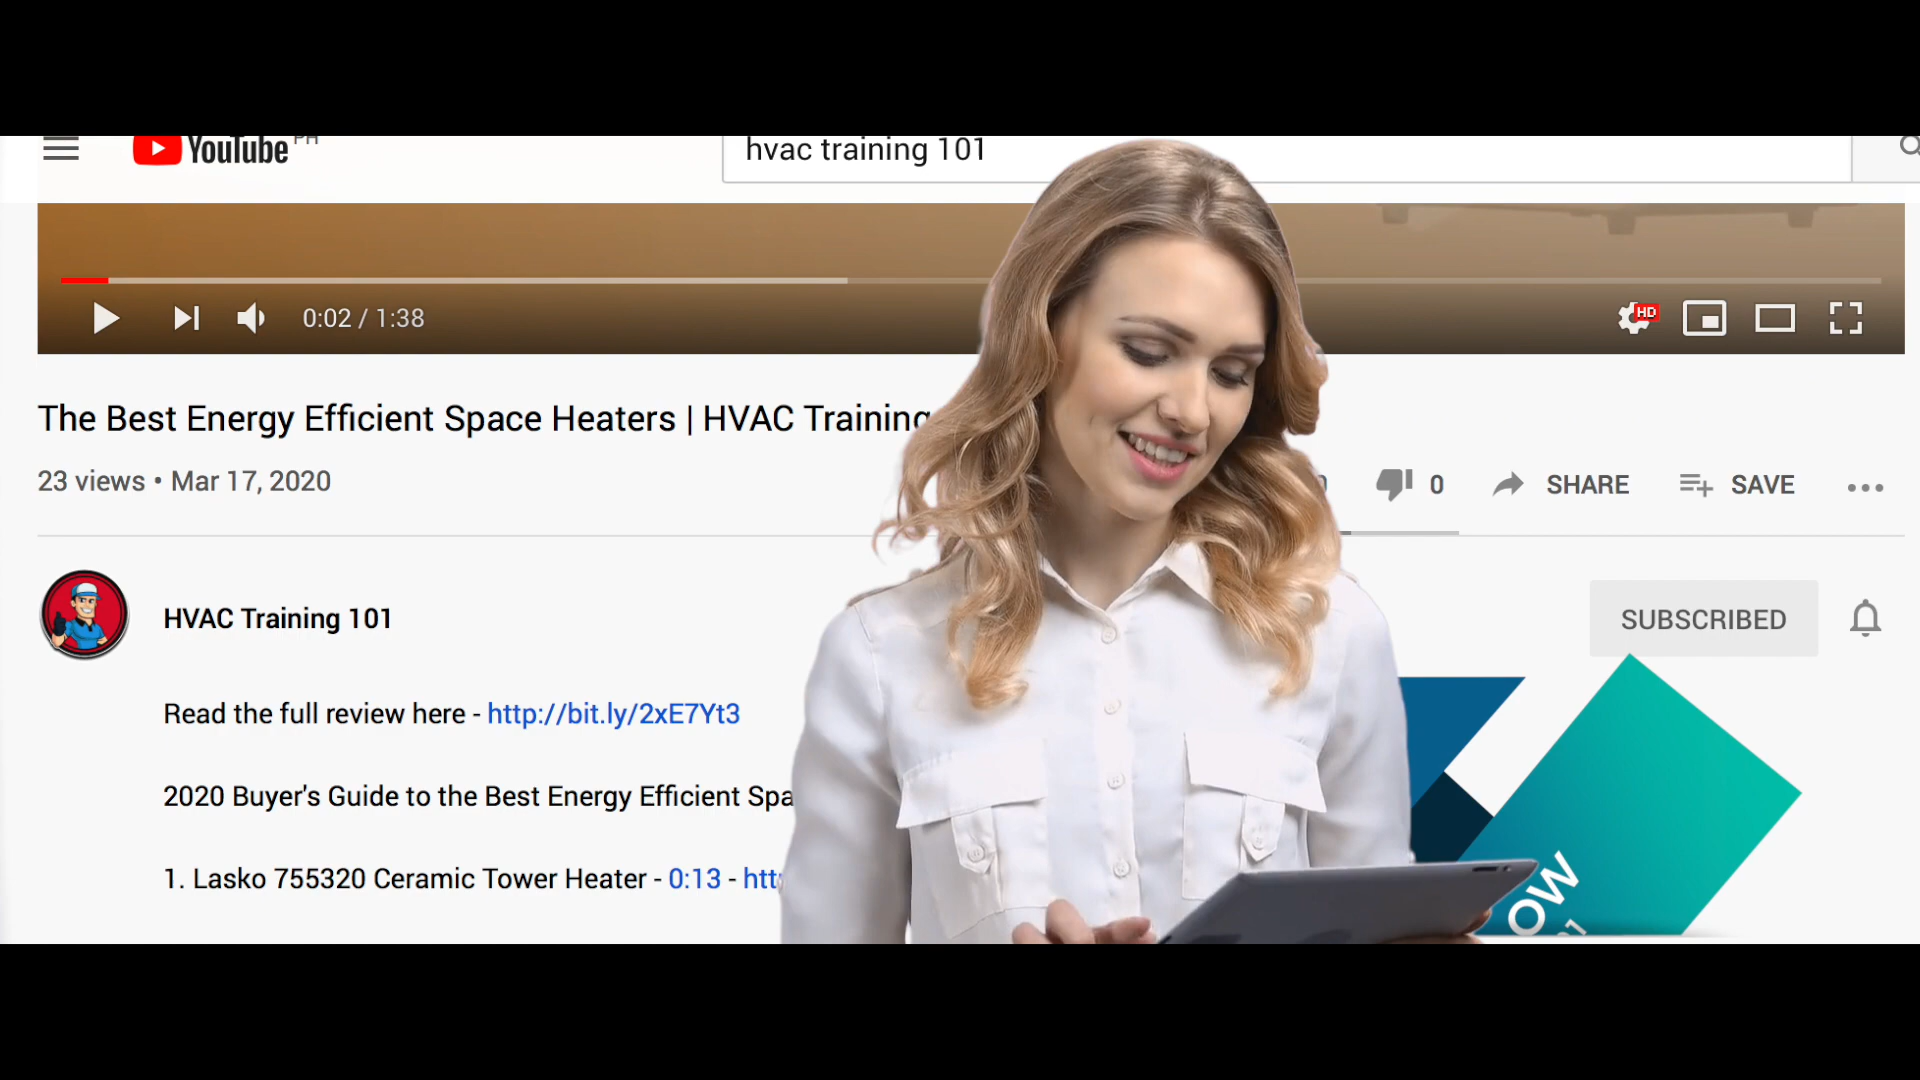 YouTube PH
hvac training 101
0:02 / 1:38
HD
The Best Energy Efficient Space Heaters | HVAC Training
23 views • Mar 17, 2020
0
SHARE
SAVE
HVAC Training 101
SUBSCRIBED
Read the full review here - http://bit.ly/2xE7Yt3
2020 Buyer's Guide to the Best Energy Efficient Spa
1. Lasko 755320 Ceramic Tower Heater - 0:13 - htt
OW